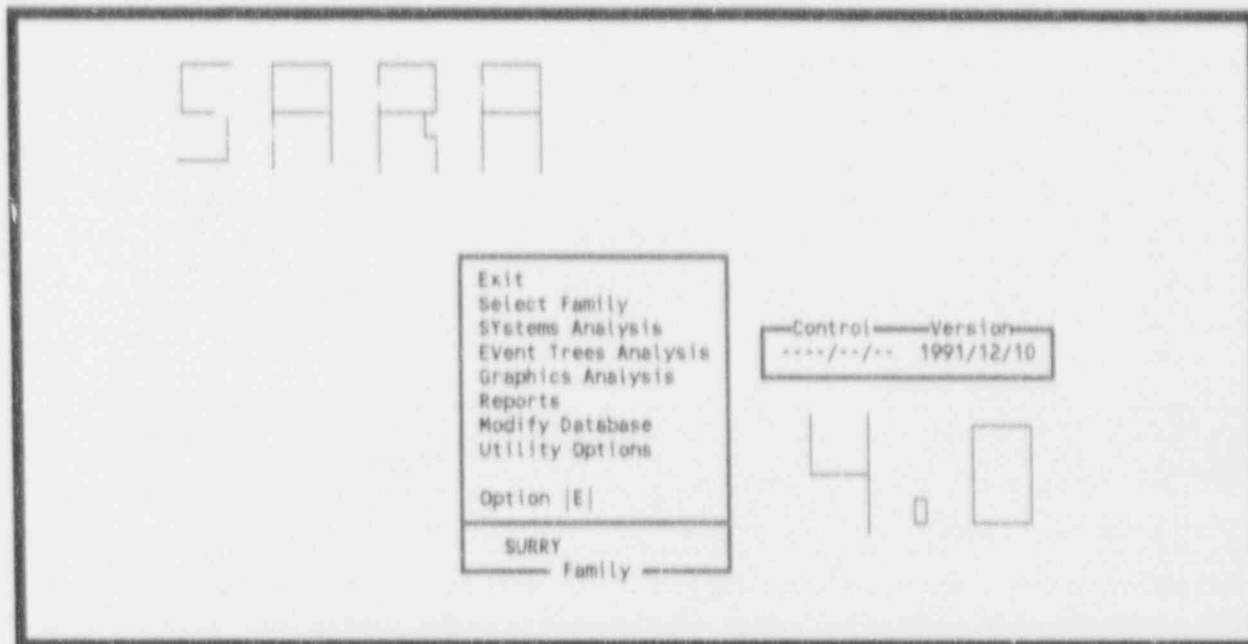 SARA
Exit
Select Family
SYstems Analysis
EVent Trees Analysis
Graphics Analysis
Reports
Modify Database
Utility Options
Option |E|
SURRY
Family
Control Version
----/--/-- 1991/12/10
4.0